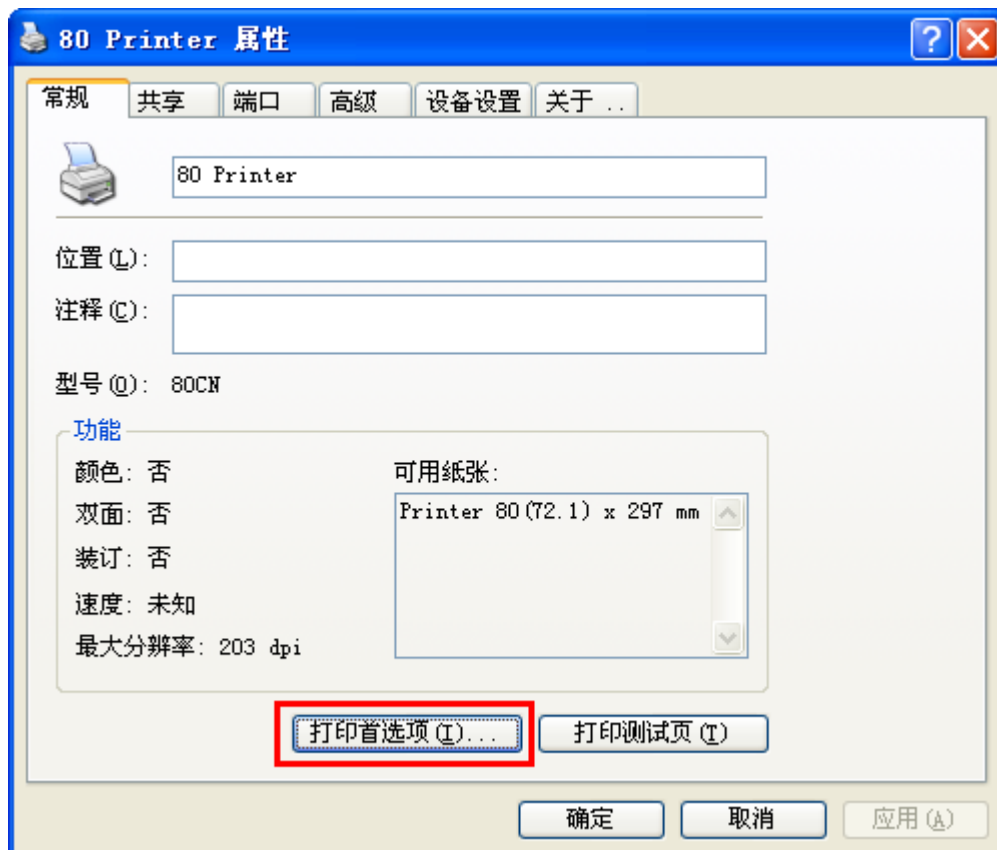 80 Printer 属性
常规 共享 端口 高级 设备设置 关于 ..
80 Printer
位置(L):
注释(C):
型号(O): 80CN
功能
颜色: 否 可用纸张:
双面: 否 Printer 80(72.1) x 297 mm
装订: 否
速度: 未知
最大分辨率: 203 dpi
打印首选项(I)... 打印测试页(T)
确定 取消 应用(A)